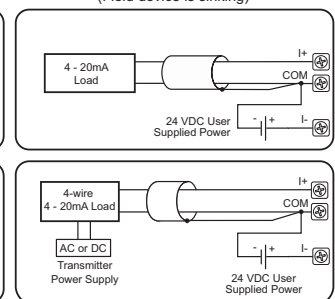 (Field device is sinking)
4 - 20mA
Load
I+
COM
24 VDC User
Supplied Power
- +
I-
4-wire
4 - 20mA Load
I+
COM
AC or DC
Transmitter
Power Supply
- +
I-
24 VDC User
Supplied Power